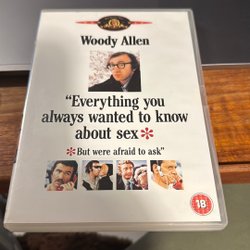 Woody Allen
“Everything you
always wanted to know
about sex*
*But were afraid to ask”
18